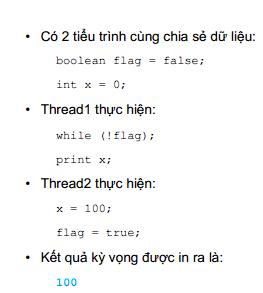 • Có 2 tiểu trình cùng chia sẻ dữ liệu:
boolean flag = false;
int x = 0;
• Thread1 thực hiện:
while (!flag);
print x;
• Thread2 thực hiện:
x = 100;
flag = true;
• Kết quả kỳ vọng được in ra là:
100